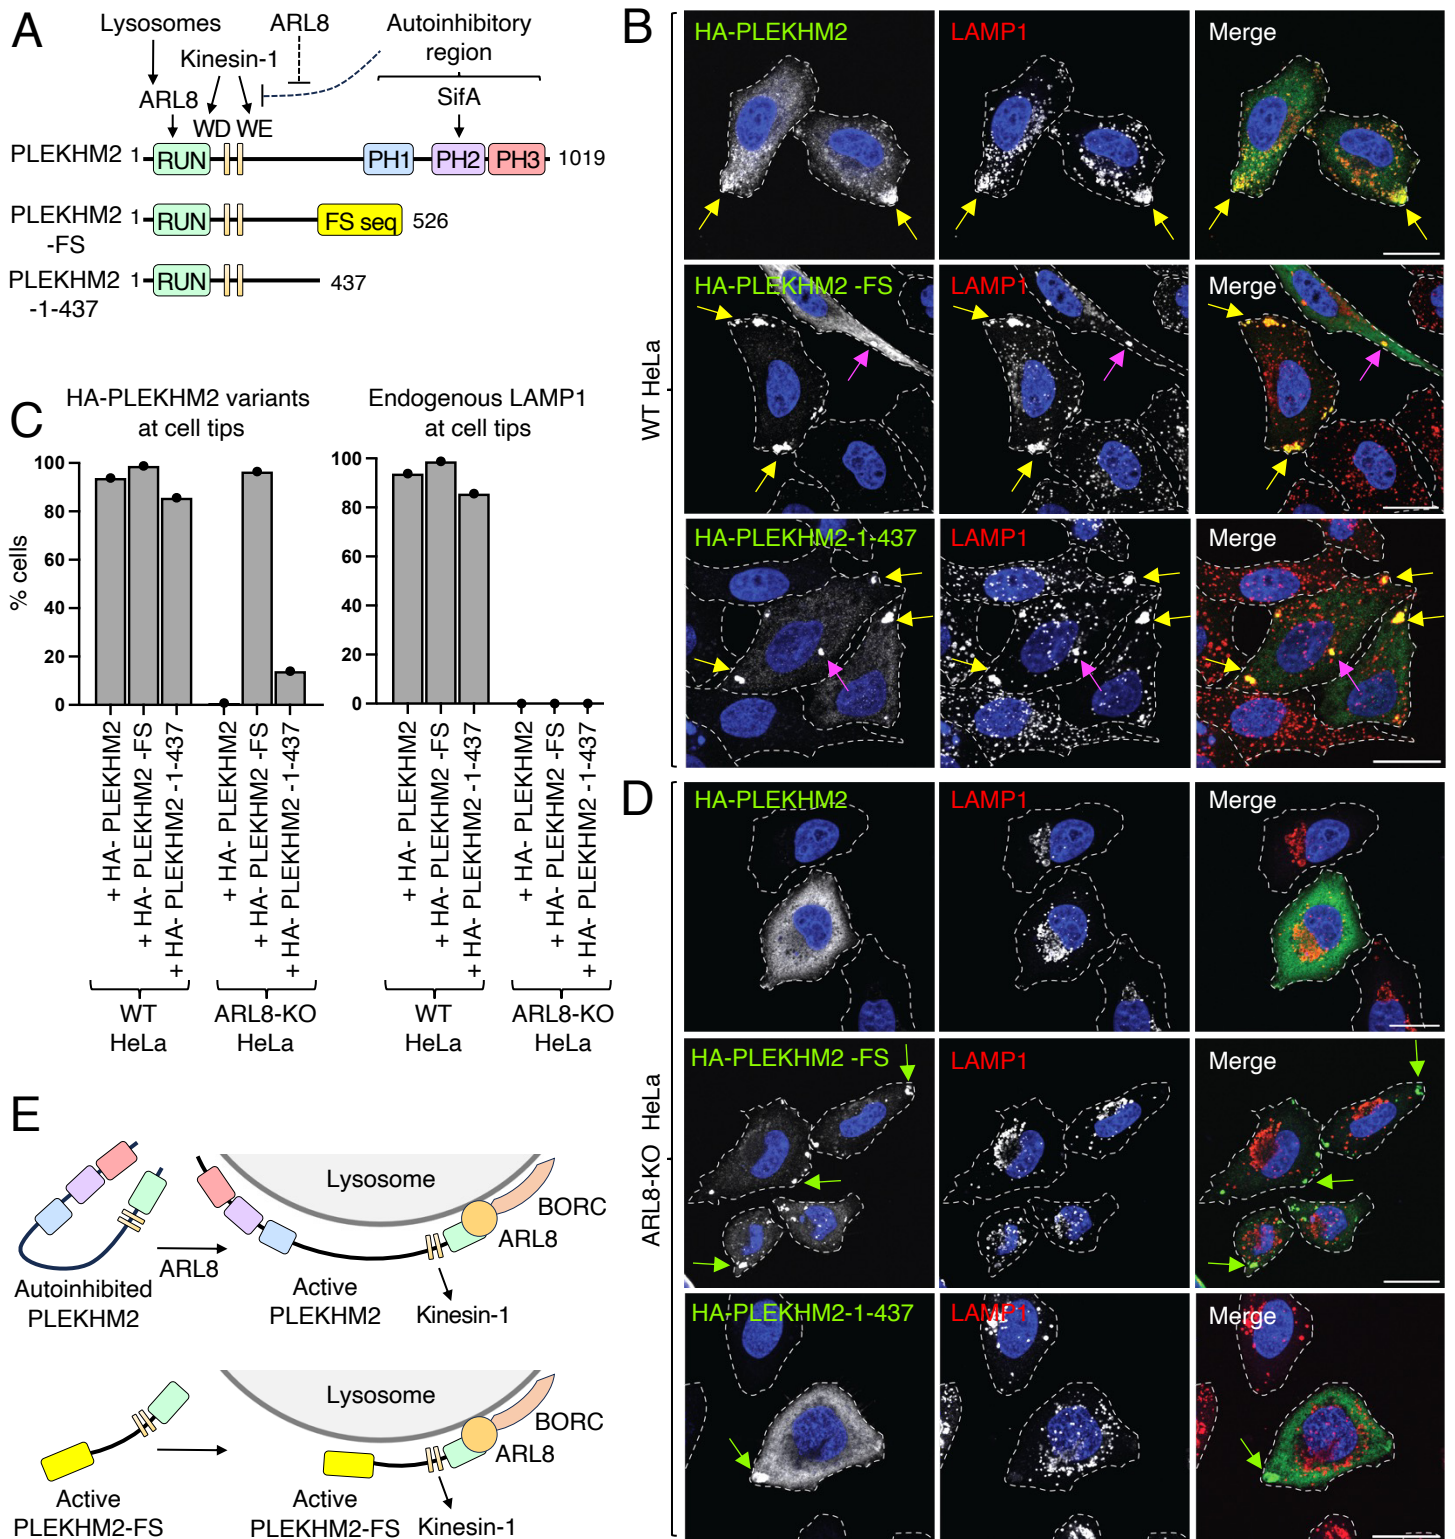 A
Lysosomes
ARL8
Autoinhibitory
region
Kinesin-1
ARL8
SifA
WD WE
PLEKHM2 1 RUN PH1 PH2 PH3 1019
PLEKHM2 1 RUN FS seq 526
-FS
PLEKHM2 1 RUN 437
-1-437
B
WT HeLa
HA-PLEKHM2 LAMP1 Merge
HA-PLEKHM2 -FS LAMP1 Merge
HA-PLEKHM2-1-437 LAMP1 Merge
C
HA-PLEKHM2 variants
at cell tips
% cells
100
80
60
40
20
0
+ HA- PLEKHM2
+ HA- PLEKHM2 -FS
+ HA- PLEKHM2 -1-437
+ HA- PLEKHM2
+ HA- PLEKHM2 -FS
+ HA- PLEKHM2 -1-437
WT
HeLa
ARL8-KO
HeLa
Endogenous LAMP1
at cell tips
100
80
60
40
20
0
+ HA- PLEKHM2
+ HA- PLEKHM2 -FS
+ HA- PLEKHM2 -1-437
+ HA- PLEKHM2
+ HA- PLEKHM2 -FS
+ HA- PLEKHM2 -1-437
WT
HeLa
ARL8-KO
HeLa
D
ARL8-KO HeLa
HA-PLEKHM2 LAMP1 Merge
HA-PLEKHM2 -FS LAMP1 Merge
HA-PLEKHM2-1-437 LAMP1 Merge
E
Autoinhibited
PLEKHM2
ARL8
Lysosome
BORC
ARL8
Active
PLEKHM2
Kinesin-1
Active
PLEKHM2-FS
Lysosome
BORC
ARL8
Active
PLEKHM2-FS
Kinesin-1